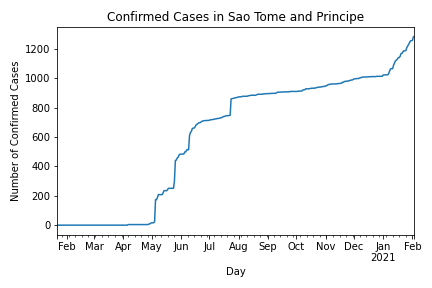 Confirmed Cases in Sao Tome and Principe
Number of Confirmed Cases
1200
1000
800
600
400
200
0
Feb Mar Apr May Jun Jul Aug Sep Oct Nov Dec Jan Feb
2021
Day